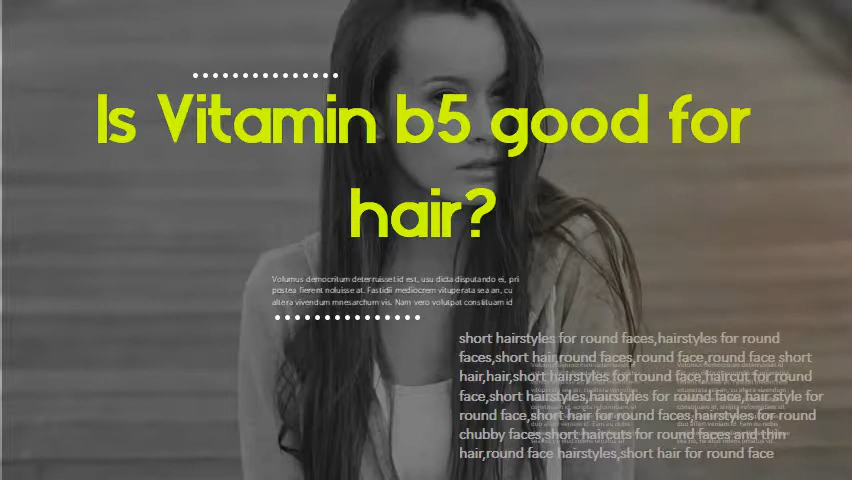 Is Vitamin b5 good for
hair?
Volumus democritum deterruisset id est, usu dicta disputando ei, pri
postea fierent noluisse at. Fastidii mediocrem vituperata sea an, cu
altera vivendum mnesarchum vis. Nam vero volutpat constituam id
short hairstyles for round faces,hairstyles for round
faces,short hair,round faces,round face,round face short
hair,hair,short hairstyles for round face,haircut for round
face,short hairstyles,hairstyles for round face,hair style for
round face,short hair for round faces,hairstyles for round
chubby faces,short haircuts for round faces and thin
hair,round face hairstyles,short hair for round face